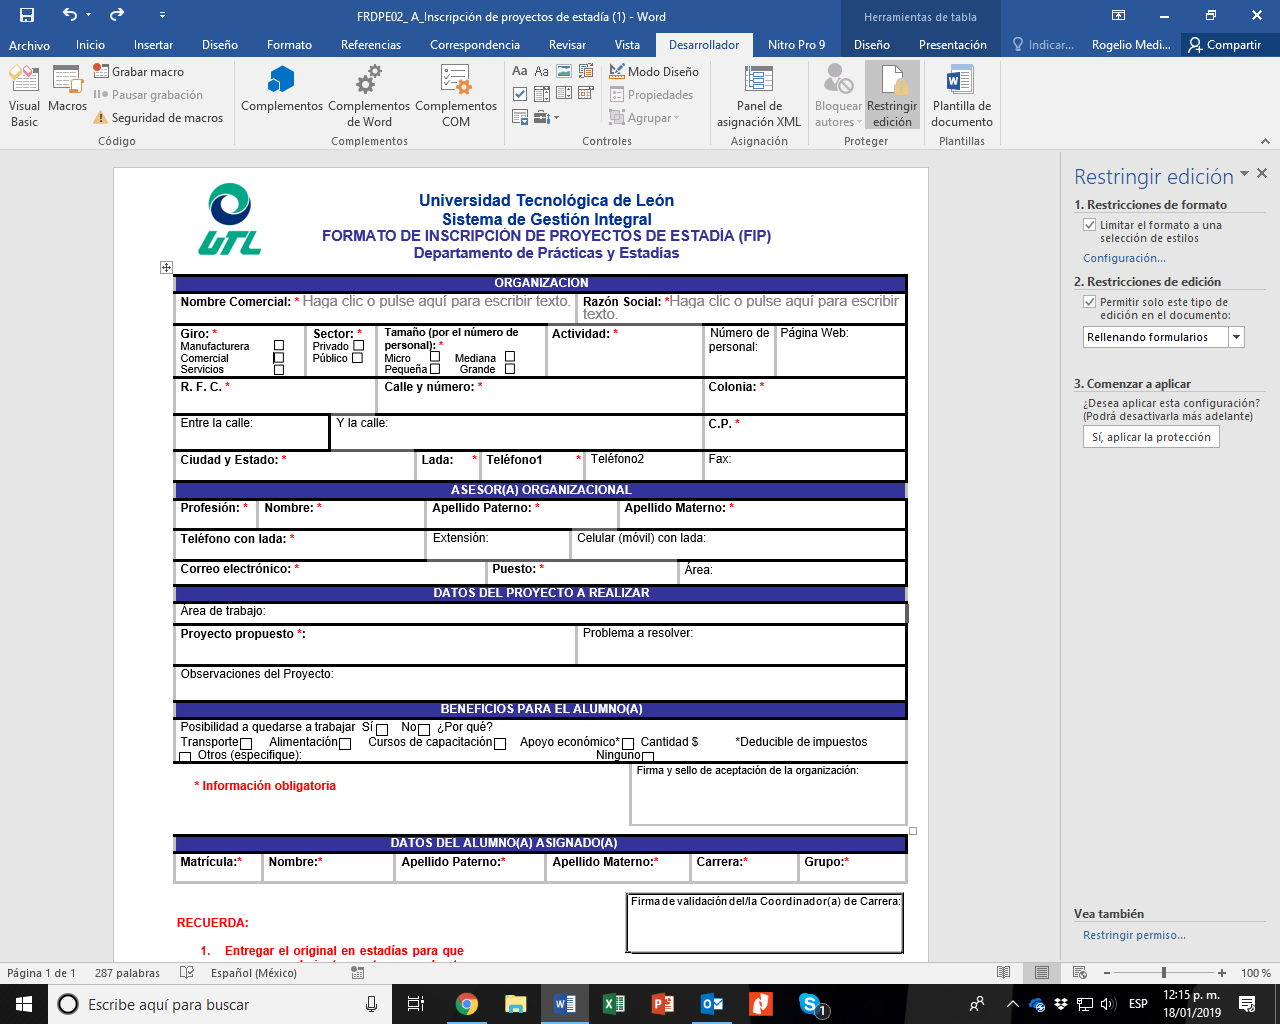 FRDPE02_ A_Inscripción de proyectos de estadía (1) - Word
Herramientas de tabla
Archivo Inicio Insertar Diseño Formato Referencias Correspondencia Revisar Vista Desarrollador Nitro Pro 9 Diseño Presentación Indicar... Rogelio Medi... Compartir
Visual Basic
Macros
Grabar macro
Pausar grabación
Seguridad de macros
Código
Complementos
Complementos de Word
Complementos COM
Complementos
Aa Aa
Modo Diseño
Propiedades
Agrupar
Controles
Panel de asignación XML
Asignación
Bloquear autores
Restringir edición
Proteger
Plantilla de documento
Plantillas
UTL
Universidad Tecnológica de León
Sistema de Gestión Integral
FORMATO DE INSCRIPCIÓN DE PROYECTOS DE ESTADÍA (FIP)
Departamento de Prácticas y Estadías
ORGANIZACION
Nombre Comercial: * Haga clic o pulse aquí para escribir texto.
Razón Social: *Haga clic o pulse aquí para escribir texto.
Giro: *
Manufacturera
Comercial
Servicios
Sector: *
Privado
Público
Tamaño (por el número de personal): *
Micro Mediana
Pequeña Grande
Actividad: *
Número de personal:
Página Web:
R. F. C. * Calle y número: * Colonia: *
Entre la calle: Y la calle: C.P. *
Ciudad y Estado: * Lada: * Teléfono1 * Teléfono2 Fax:
ASESOR(A) ORGANIZACIONAL
Profesión: * Nombre: * Apellido Paterno: * Apellido Materno: *
Teléfono con lada: * Extensión: Celular (móvil) con lada:
Correo electrónico: * Puesto: * Área:
DATOS DEL PROYECTO A REALIZAR
Área de trabajo:
Proyecto propuesto *: Problema a resolver:
Observaciones del Proyecto:
BENEFICIOS PARA EL ALUMNO(A)
Posibilidad a quedarse a trabajar Sí No ¿Por qué?
Transporte Alimentación Cursos de capacitación Apoyo económico* Cantidad $ *Deducible de impuestos
Otros (especifique): Ninguno
* Información obligatoria
Firma y sello de aceptación de la organización:
DATOS DEL ALUMNO(A) ASIGNADO(A)
Matrícula:* Nombre:* Apellido Paterno:* Apellido Materno:* Carrera:* Grupo:*
Firma de validación del/la Coordinador(a) de Carrera:
RECUERDA:
1. Entregar el original en estadías para que
Restringir edición
1. Restricciones de formato
Limitar el formato a una selección de estilos
Configuración...
2. Restricciones de edición
Permitir solo este tipo de edición en el documento:
Rellenando formularios
3. Comenzar a aplicar
¿Desea aplicar esta configuración? (Podrá desactivarla más adelante)
Sí, aplicar la protección
Vea también
Restringir permiso...
Página 1 de 1 287 palabras Español (México) 100 %
Escribe aquí para buscar
1
ESP
12:15 p. m.
18/01/2019